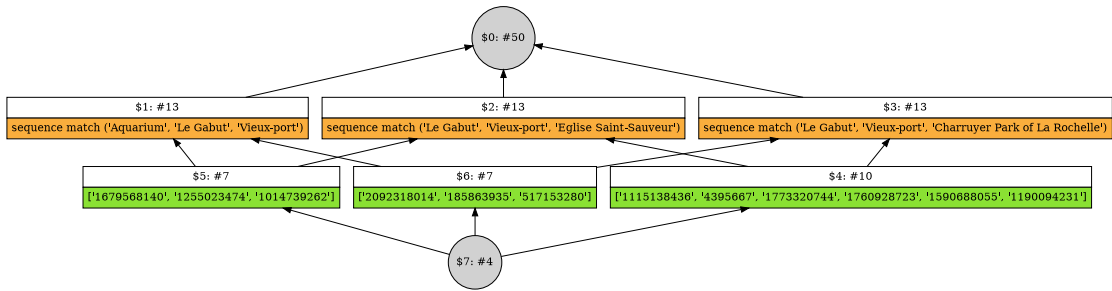 $0: #50
$1: #13
sequence match ('Aquarium', 'Le Gabut', 'Vieux-port')
$2: #13
sequence match ('Le Gabut', 'Vieux-port', 'Eglise Saint-Sauveur')
$3: #13
sequence match ('Le Gabut', 'Vieux-port', 'Charruyer Park of La Rochelle')
$5: #7
['1679568140', '1255023474', '1014739262']
$6: #7
['2092318014', '185863935', '517153280']
$4: #10
['1115138436', '4395667', '1773320744', '1760928723', '1590688055', '1190094231']
$7: #4